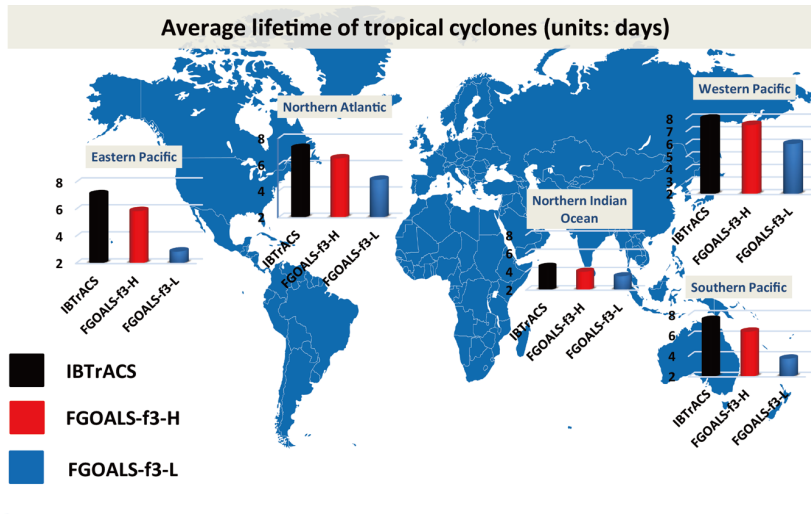 Average lifetime of tropical cyclones (units: days)
Northern Atlantic
8
6
4
2
IBTrACS
FGOALS-f3-H
FGOALS-f3-L
Eastern Pacific
8
6
4
2
IBTrACS
FGOALS-f3-H
FGOALS-f3-L
Western Pacific
8
7
6
5
4
3
2
IBTrACS
FGOALS-f3-H
FGOALS-f3-L
Northern Indian
Ocean
8
6
4
2
IBTrACS
FGOALS-f3-H
FGOALS-f3-L
Southern Pacific
8
6
4
2
IBTrACS
FGOALS-f3-H
FGOALS-f3-L
IBTrACS
FGOALS-f3-H
FGOALS-f3-L